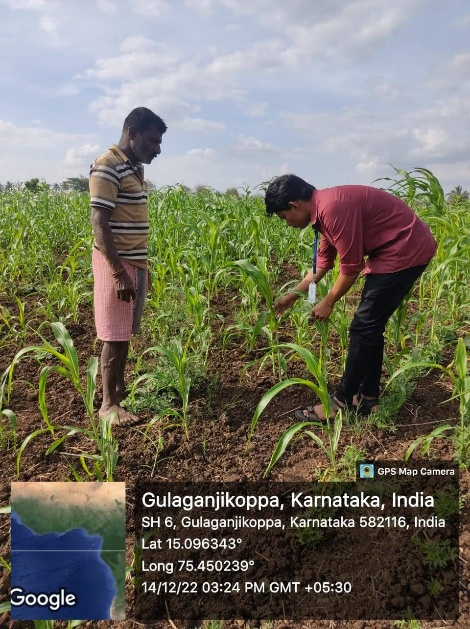 GPS Map Camera
Gulaganjikoppa, Karnataka, India
SH 6, Gulaganjikoppa, Karnataka 582116, India
Lat 15.096343°
Long 75.450239°
14/12/22 03:24 PM GMT +05:30
Google